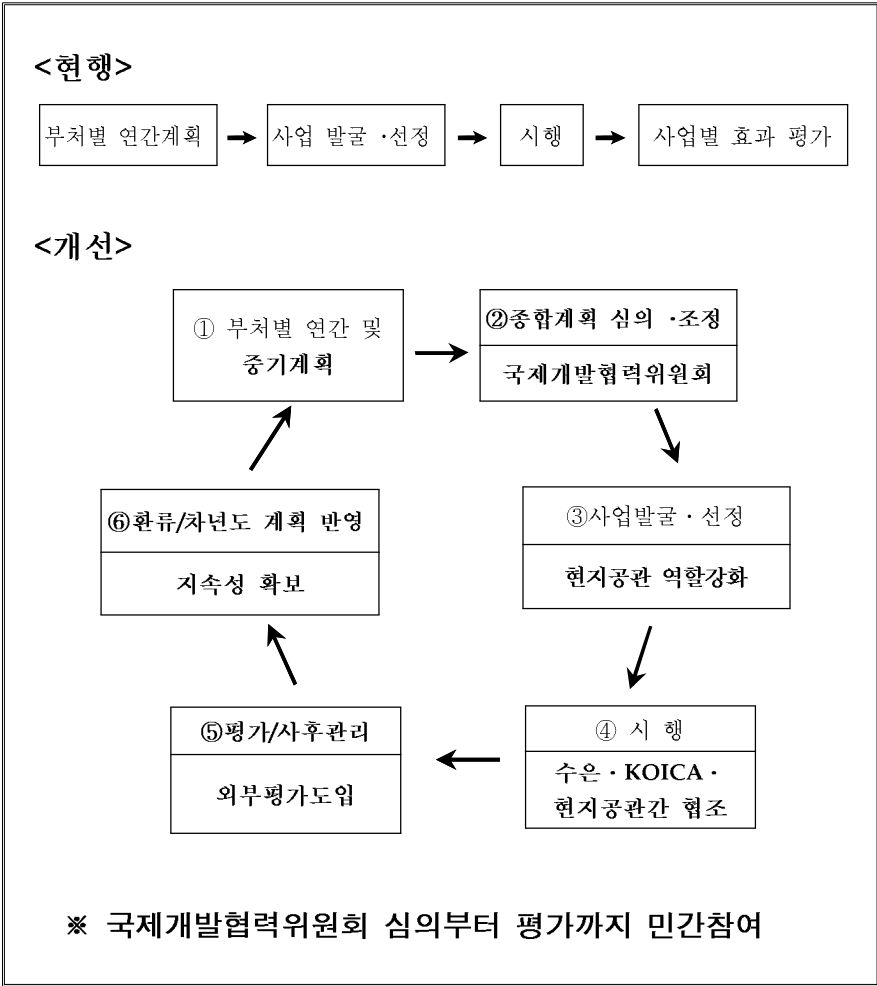 <현행>
부처별 연간계획
사업 발굴 ·선정
시행
사업별 효과 평가
<개선>
① 부처별 연간 및
중기계획
②종합계획 심의 ·조정
국제개발협력위원회
③사업발굴 · 선정
현지공관 역할강화
④ 시 행
수은 · KOICA ·
현지공관간 협조
⑤평가/사후관리
외부평가도입
⑥환류/차년도 계획 반영
지속성 확보
※ 국제개발협력위원회 심의부터 평가까지 민간참여